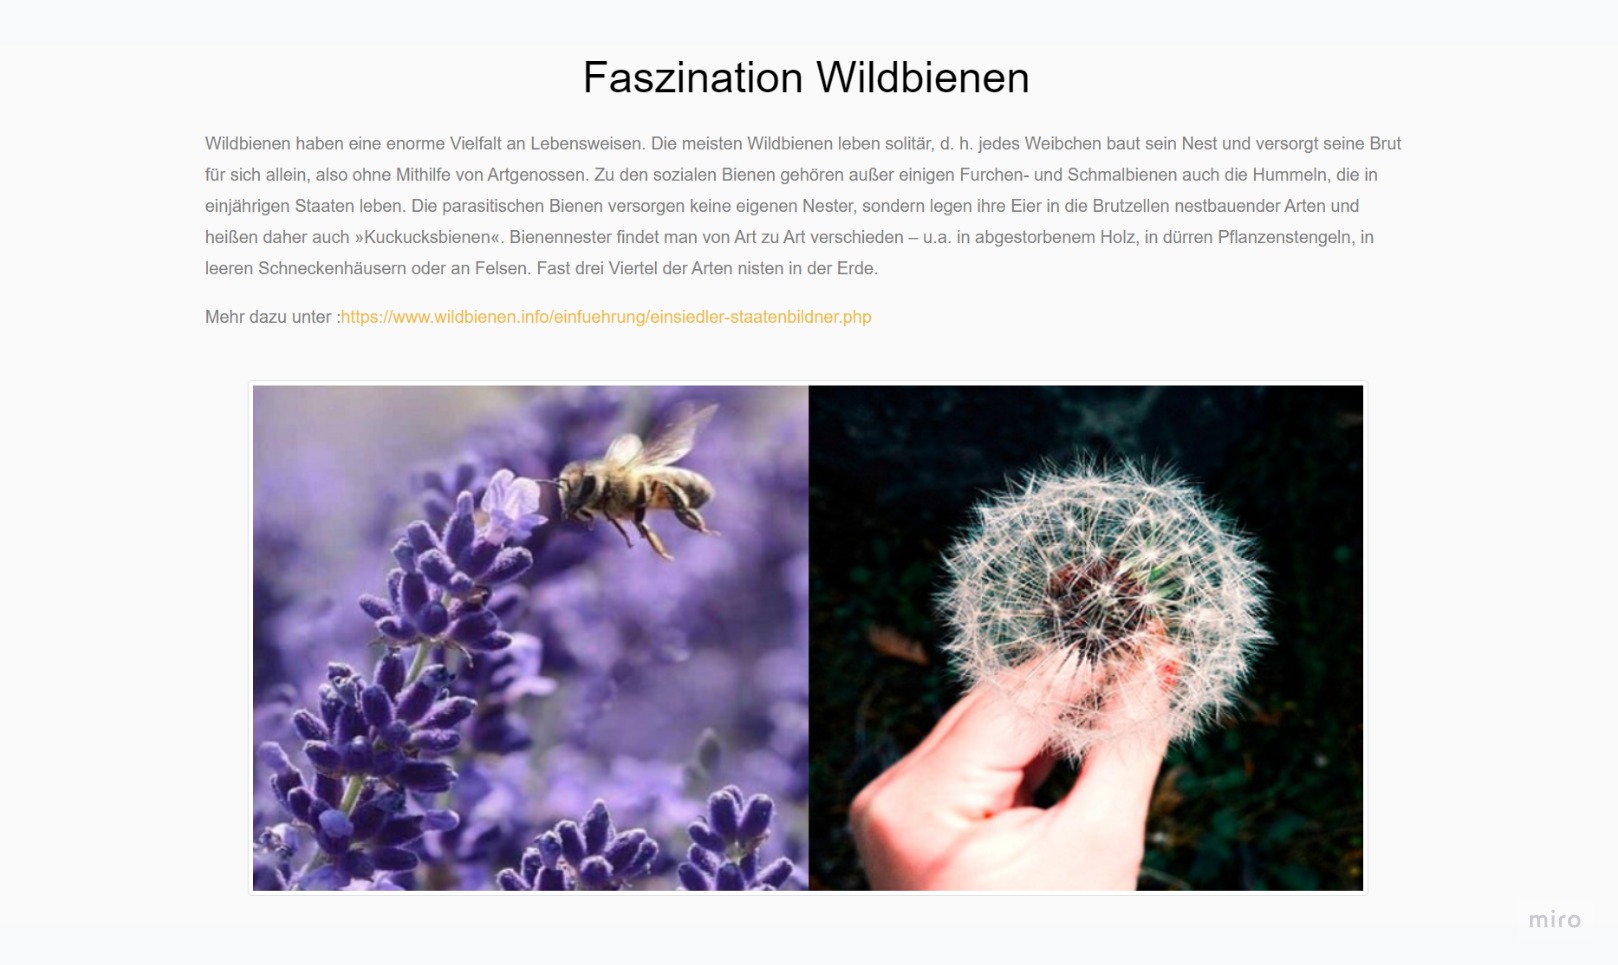 Faszination Wildbienen
Wildbienen haben eine enorme Vielfalt an Lebensweisen. Die meisten Wildbienen leben solitär, d. h. jedes Weibchen baut sein Nest und versorgt seine Brut
für sich allein, also ohne Mithilfe von Artgenossen. Zu den sozialen Bienen gehören außer einigen Furchen- und Schmalbienen auch die Hummeln, die in
einjährigen Staaten leben. Die parasitischen Bienen versorgen keine eigenen Nester, sondern legen ihre Eier in die Brutzellen nestbauender Arten und
heißen daher auch »Kuckucksbienen«. Bienennester findet man von Art zu Art verschieden – u.a. in abgestorbenem Holz, in dürren Pflanzenstengeln, in
leeren Schneckenhäusern oder an Felsen. Fast drei Viertel der Arten nisten in der Erde.
Mehr dazu unter :https://www.wildbienen.info/einfuehrung/einsiedler-staatenbildner.php
miro